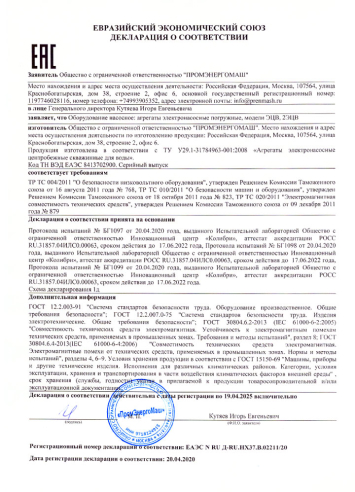 ЕВРАЗИЙСКИЙ ЭКОНОМИЧЕСКИЙ СОЮЗ
ДЕКЛАРАЦИЯ О СООТВЕТСТВИИ
ЕАС
Заявитель Общество с ограниченной ответственностью "ПРОМЭНЕРГОМАШ"
Место нахождения и адрес места осуществления деятельности: Российская Федерация, Москва, 107564, улица
Краснобогатырская, дом 38, строение 2, офис 6, основной государственный регистрационный номер:
1197746028116, номер телефона: +74993905352, адрес электронной почты: info@prenmash.ru
в лице Генерального директора Кутяева Игоря Евгеньевича
заявляет, что Оборудование насосное: агрегаты электронасосные погружные, модели ЭЦВ, 2ЭЦВ
изготовитель Общество с ограниченной ответственностью "ПРОМЭНЕРГОМАШ". Место нахождения и адрес
места осуществления деятельности по изготовлению продукции: Российская Федерация, Москва, 107564, улица
Краснобогатырская, дом 38, строение 2, офис 6.
Продукция изготовлена в соответствии с ТУ У29.1-31784963-001:2008 «Агрегаты электронасосные
центробежные скважинные для воды».
Код ТН ВЭД ЕАЭС 8413702900. Серийный выпуск
соответствует требованиям
ТР ТС 004/2011 "О безопасности низковольтного оборудования", утвержден Решением Комиссии Таможенного
союза от 16 августа 2011 года № 768, ТР ТС 010/2011 "О безопасности машин и оборудования", утвержден
Решением Комиссии Таможенного союза от 18 октября 2011 года № 823, ТР ТС 020/2011 "Электромагнитная
совместимость технических средств", утвержден Решением Комиссии Таможенного союза от 09 декабря 2011
года № 879
Декларация о соответствии принята на основании
Протокола испытаний № БГ1097 от 20.04.2020 года, выданного Испытательной лабораторией Общества с
ограниченной ответственностью Инновационный центр «Колибри», аттестат аккредитации РОСС
RU.31857.04ИЛС0.00063, сроком действия до 17.06.2022 года, Протокола испытаний № БГ1098 от 20.04.2020
года, выданного Испытательной лабораторией Общества с ограниченной ответственностью Инновационный
центр «Колибри», аттестат аккредитации РОСС RU.31857.04ИЛС0.00063, сроком действия до 17.06.2022 года,
Протокола испытаний № БГ1099 от 20.04.2020 года, выданного Испытательной лабораторией Общества с
ограниченной ответственностью Инновационный центр «Колибри», аттестат аккредитации РОСС
RU.31857.04ИЛС0.00063, сроком действия до 17.06.2022 года.
Схема декларирования 1д
Дополнительная информация
ГОСТ 12.2.003-91 "Система стандартов безопасности труда. Оборудование производственное. Общие
требования безопасности"; ГОСТ 12.2.007.0-75 "Система стандартов безопасности труда. Изделия
электротехнические. Общие требования безопасности"; ГОСТ 30804.6.2-2013 (IEC 61000-6-2:2005)
"Совместимость технических средств электромагнитная. Устойчивость к электромагнитным помехам
технических средств, применяемых в промышленных зонах. Требования и методы испытаний", раздел 8; ГОСТ
30804.6.4-2013(IEC 61000-6-4:2006) "Совместимость технических средств электромагнитная.
Электромагнитные помехи от технических средств, применяемых в промышленных зонах. Нормы и методы
испытаний", разделы 4, 6-9. Условия хранения продукции в соответствии с ГОСТ 15150-69 "Машины, приборы
и другие технические изделия. Исполнения для различных климатических районов. Категории, условия
эксплуатации, хранения и транспортирования в части воздействия климатических факторов внешней среды",
срок хранения (службы, годности) указан в прилагаемой к продукции товаросопроводительной и/или
эксплуатационной документации.
Декларация о соответствии действительна с даты регистрации по 19.04.2025 включительно
"ПромЭнергоМаш"
Кутяев Игорь Евгеньевич
Регистрационный номер декларации о соответствии: ЕАЭС N RU Д-RU.НХ37.В.02211/20
Дата регистрации декларации о соответствии: 20.04.2020